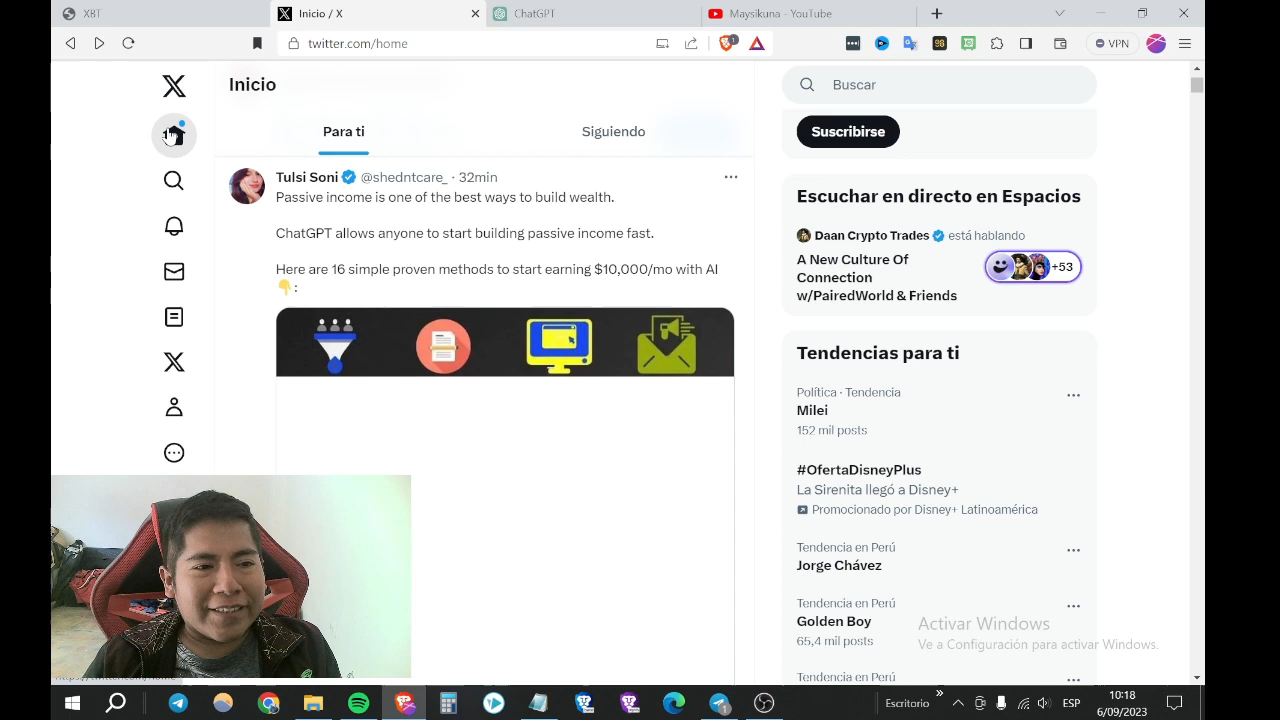 XBT
Inicio / X
ChatGPT
Maysikuna - YouTube
twitter.com/home
1
VPN
Inicio
Para ti
Siguiendo
Tulsi Soni @shedntcare_ · 32min
Passive income is one of the best ways to build wealth.
ChatGPT allows anyone to start building passive income fast.
Here are 16 simple proven methods to start earning $10,000/mo with AI
👇 :
Buscar
Suscribirse
Escuchar en directo en Espacios
Daan Crypto Trades está hablando
A New Culture Of
Connection
w/PairedWorld & Friends
+53
Tendencias para ti
Política · Tendencia
Milei
152 mil posts
#OfertaDisneyPlus
La Sirenita llegó a Disney+
Promocionado por Disney+ Latinoamérica
Tendencia en Perú
Jorge Chávez
Tendencia en Perú
Golden Boy
65,4 mil posts
Tendencia en Perú
Activar Windows
Ve a Configuración para activar Windows.
Escritorio
ESP
10:18
6/09/2023